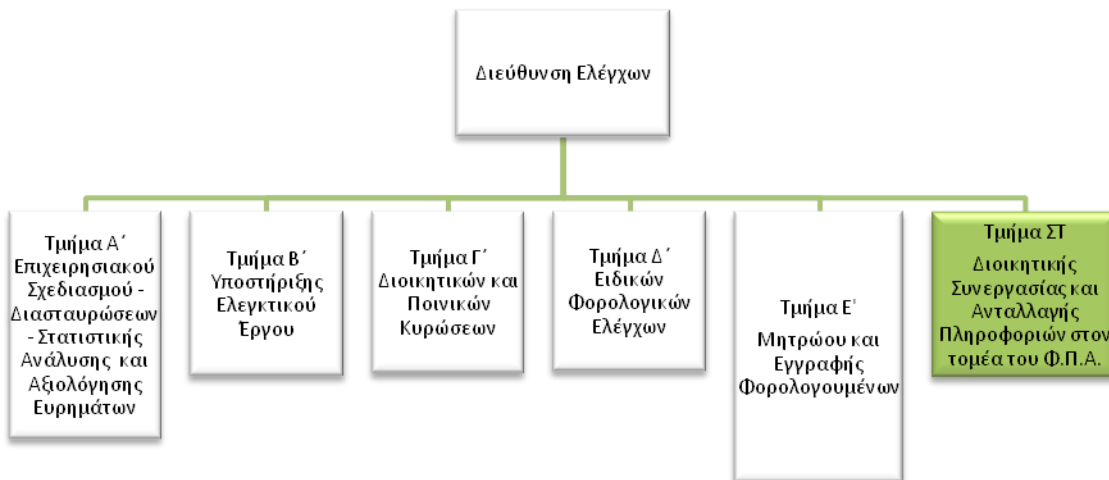 Διεύθυνση Ελέγχων
Τμήμα Α΄
Επιχειρησιακού
Σχεδιασμού -
Διασταυρώσεων
- Στατιστικής
Ανάλυσης και
Αξιολόγησης
Ευρημάτων
Τμήμα Β΄
Υποστήριξης
Ελεγκτικού
Έργου
Τμήμα Γ΄
Διοικητικών και
Ποινικών
Κυρώσεων
Τμήμα Δ΄
Ειδικών
Φορολογικών
Ελέγχων
Τμήμα Ε'
Μητρώου και
Εγγραφής
Φορολογουμένων
Τμήμα ΣΤ
Διοικητικής
Συνεργασίας και
Ανταλλαγής
Πληροφοριών στον
τομέα του Φ.Π.Α.